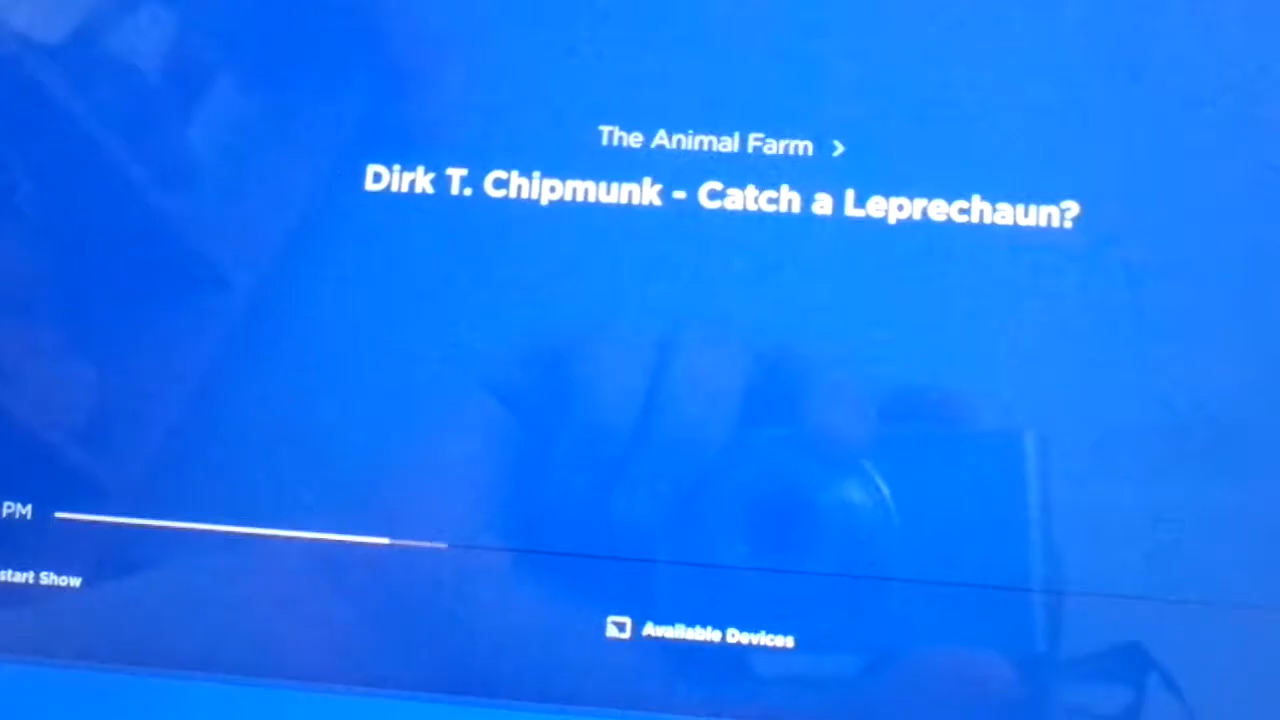 The Animal Farm >
Dirk T. Chipmunk - Catch a Leprechaun?
PM
start Show
Available Devices